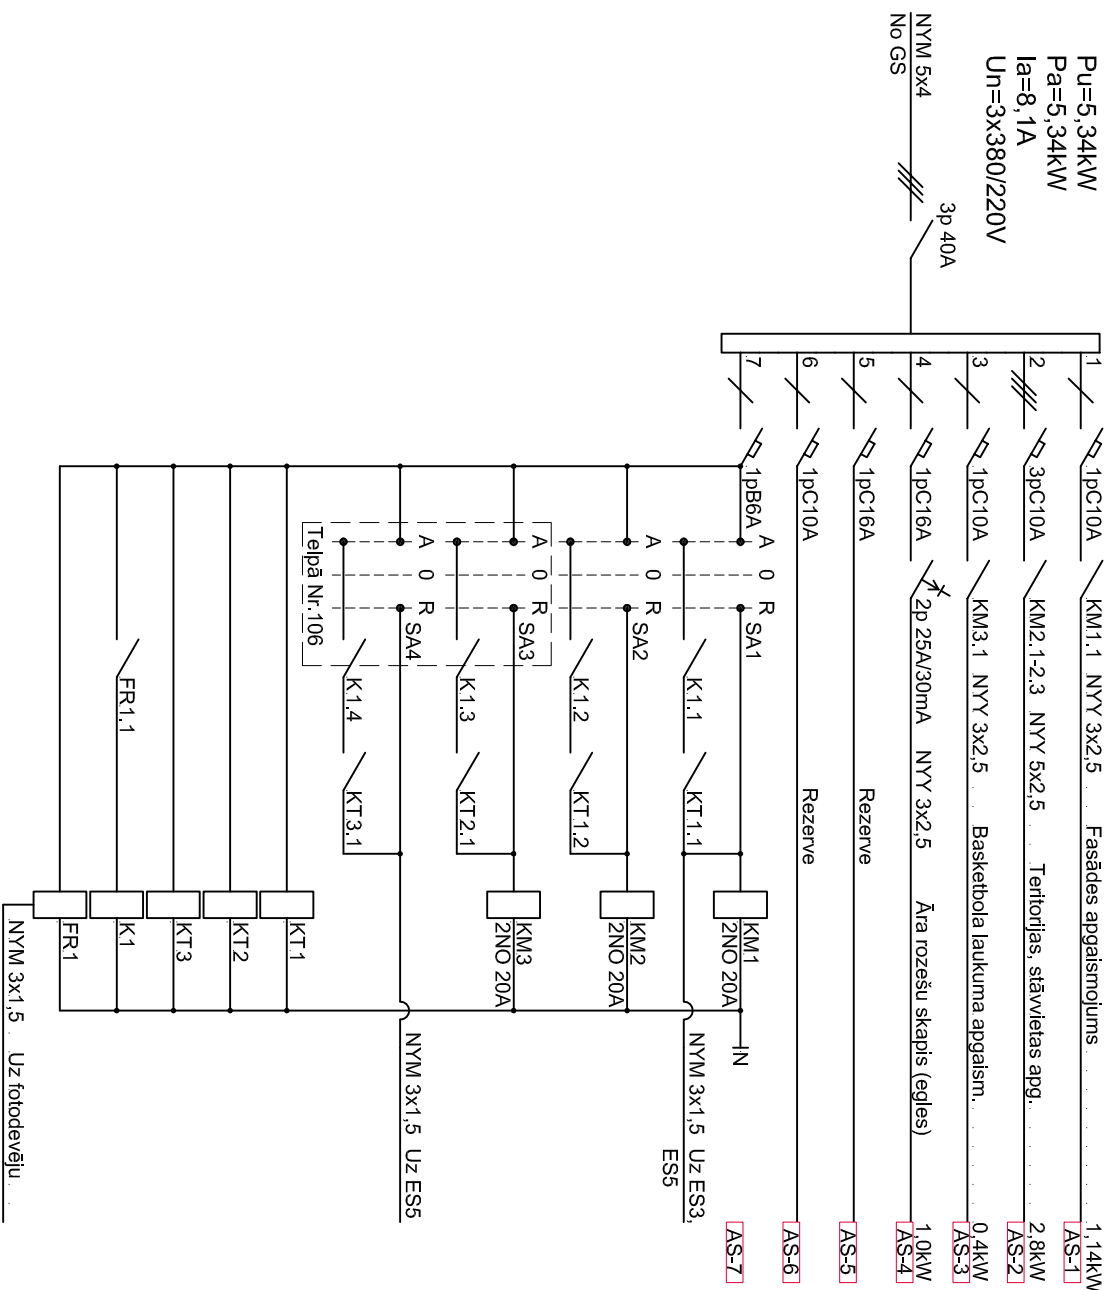 Pu=5,34kW
Pa=5,34kW
Ia=8,1A
Un=3x380/220V
NYM 5x4
No GS
3p 40A
1 1pC10A KM1.1 NYY 3x2,5 Fasādes apgaismojums 1,14kW AS-1
2 3pC10A KM2.1-2.3 NYY 5x2,5 Teritorijas, stāvvietas apg. 2,8kW AS-2
3 1pC10A KM3.1 NYY 3x2,5 Basketbola laukuma apgaism. 0,4kW AS-3
4 1pC16A 2p 25A/30mA NYY 3x2,5 Āra rozešu skapis (egles) 1,0kW AS-4
5 1pC16A Rezerve AS-5
6 1pC10A Rezerve AS-6
7 1pB6A AS-7
A 0 R SA1
K1.1 KT1.1
KM1
2NO 20A
N
NYM 3x1,5 Uz ES3,
ES5
A 0 R SA2
K1.2 KT1.2
KM2
2NO 20A
A 0 R SA3
K1.3 KT2.1
KM3
2NO 20A
A 0 R SA4
K1.4 KT3.1
NYM 3x1,5 Uz ES5
Telpā Nr.106
KT1
KT2
KT3
FR1.1 K1
FR1
NYM 3x1,5 Uz fotodevēju